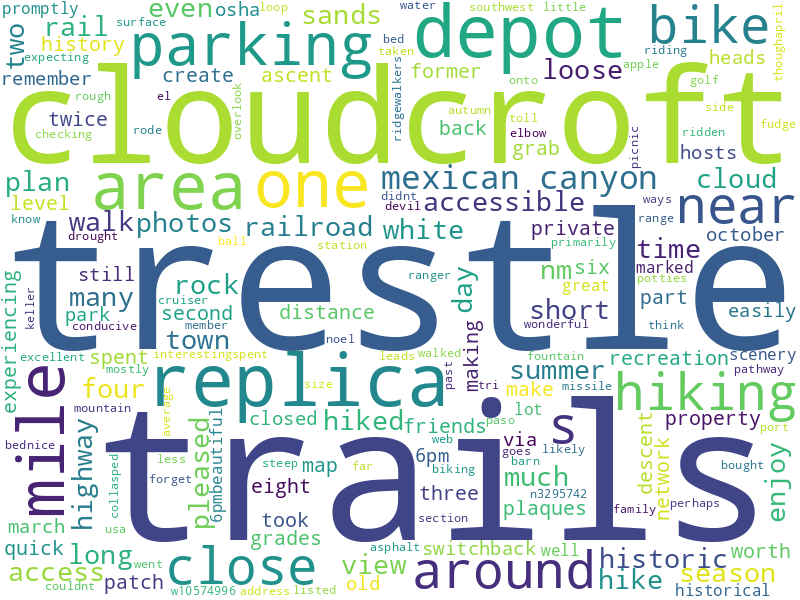 promptly
surface
loop
water
southwest
little
even
osha
sands
bike
rail
history
expecting
two
parking
depot
bed
taken
riding
thoughapril
remember
create
ascent
former
loose
apple
heads
twice
checking
rough
el
rode
overlook
ridgewalkers
back
autumn
toll
onto
elbow
grab
golf
side
ridden
picnic
fudge
hosts
cloudcroft
plan
level
area
one
mexican canyon
cloud
near
know
drought
walk
photos
railroad
white
didnt
devil
accessible
private
primarily
ways
range
time
october
still
ball
station
ranger
nm
six
marked
potties
many
rock
cruiser
second
distance
day
great
part
easily
experiencing
keller
park
conducive
town
member
noel
short
wonderful
think
trestle
excellent
mostly
spent
interestingspent
leads
walked
past
making
fountain
recreation
scenery
pathway
mile
four
mountain
average
replica
size
tri
summer
make
missile
hiking
bednice
highway
less
forget
pleased
6pmbeautiful
closed
hiked
friends
lot
property
bought
port
enjoy
steep
map
far
web
biking
paso
goes
via
barn
s
likely
descent
network
collasped
eight
6pm
much
n3295742
family
perhaps
march
usa
took
grades
three
section
plaques
trails
quick
long
asphalt
switchback
well
historic
worth
access
couldnt
went
patch
close
view
around
hike
season
w10574996
address
listed
old
historical